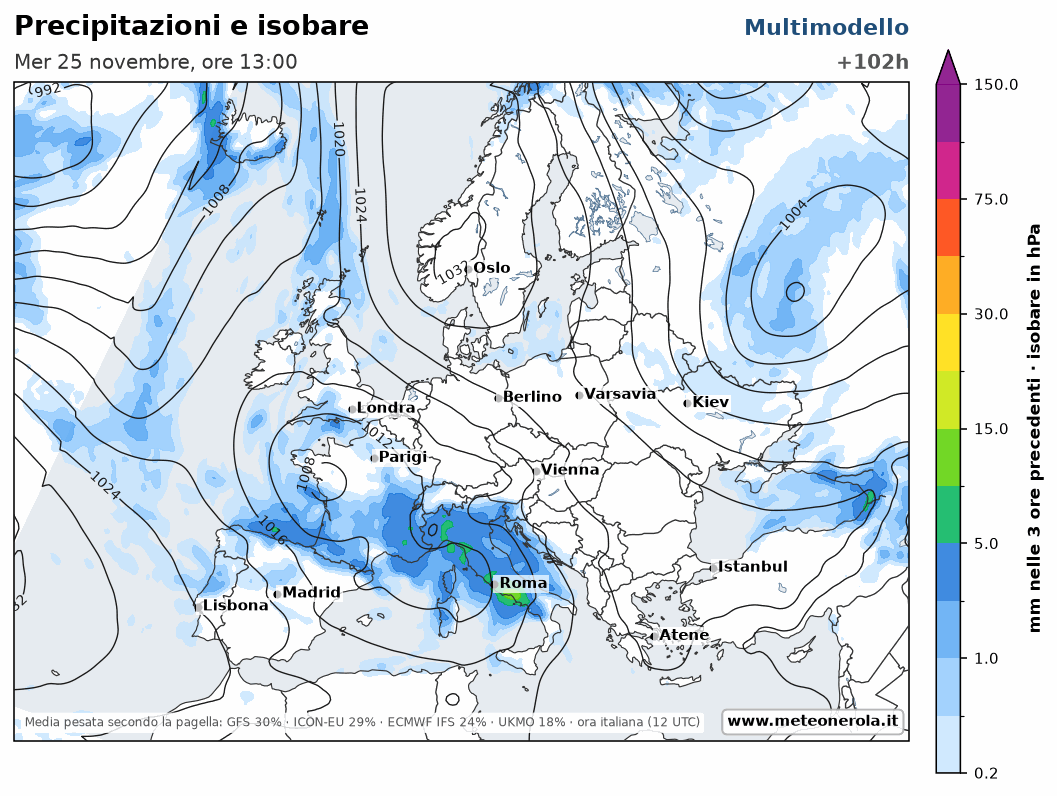 Precipitazioni e isobare
Multimodello
Mer 25 novembre, ore 13:00
+102h
992
1020
1008
1024
1004
1032
Oslo
Berlino
Varsavia
Kiev
Londra
1012
Parigi
1008
Vienna
1024
1016
Istanbul
Roma
Madrid
Lisbona
Atene
Media pesata secondo la pagella: GFS 30% · ICON-EU 29% · ECMWF IFS 24% · UKMO 18% · ora italiana (12 UTC)
www.meteonerola.it
150.0
75.0
30.0
15.0
5.0
1.0
0.2
mm nelle 3 ore precedenti · isobare in hPa